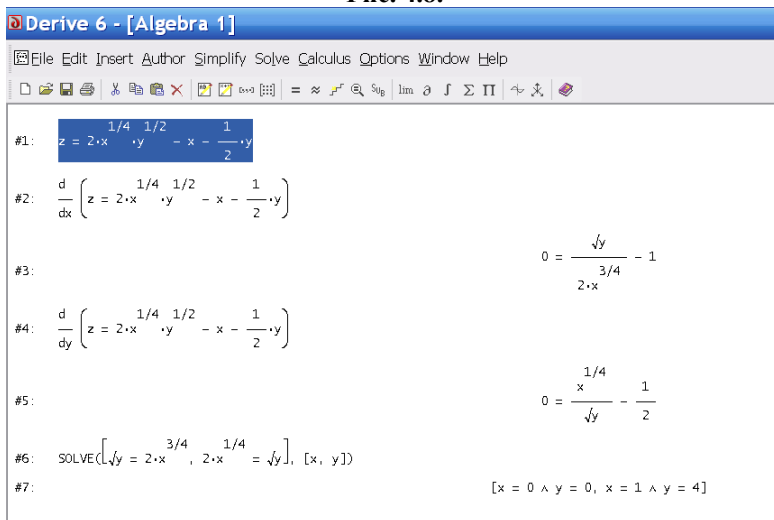 Рис. 4.8.
Derive 6 - [Algebra 1]
File Edit Insert Author Simplify Solve Calculus Options Window Help
= ≈ SUB lim ∂ ∫ Σ Π
#1: z = 2·x^(1/4)·y^(1/2) - x - 1/2·y
#2: d/dx (z = 2·x^(1/4)·y^(1/2) - x - 1/2·y)
#3: 0 = √y/(2·x^(3/4)) - 1
#4: d/dy (z = 2·x^(1/4)·y^(1/2) - x - 1/2·y)
#5: 0 = x^(1/4)/√y - 1/2
#6: SOLVE([√y = 2·x^(3/4), 2·x^(1/4) = √y], [x, y])
#7: [x = 0 ∧ y = 0, x = 1 ∧ y = 4]